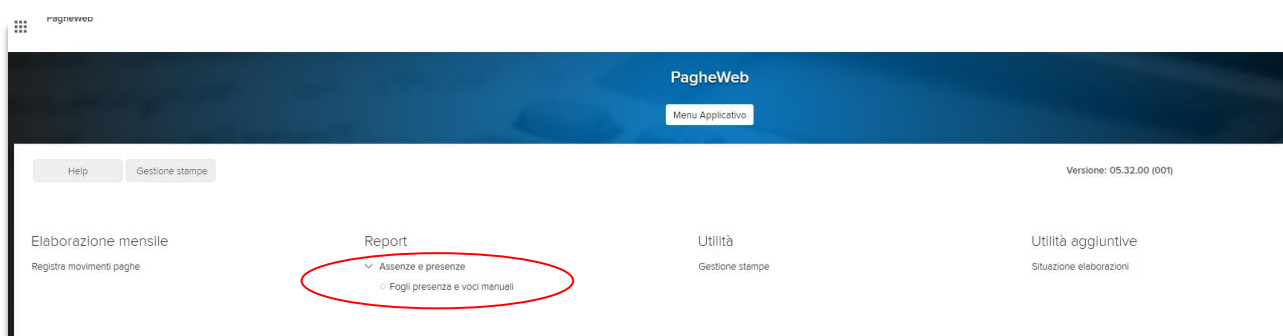 PagheWeb
PagheWeb
Menu Applicativo
Help
Gestione stampe
Versione: 05.32.00 (001)
Elaborazione mensile
Registra movimenti paghe
Report
Assenze e presenze
Fogli presenza e voci manuali
Utilità
Gestione stampe
Utilità aggiuntive
Situazione elaborazioni